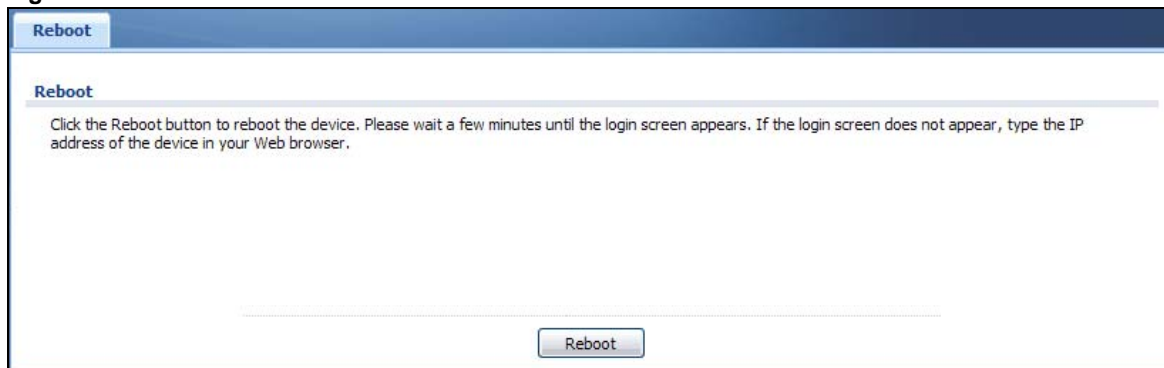 Reboot
Reboot
Click the Reboot button to reboot the device. Please wait a few minutes until the login screen appears. If the login screen does not appear, type the IP
address of the device in your Web browser.
Reboot